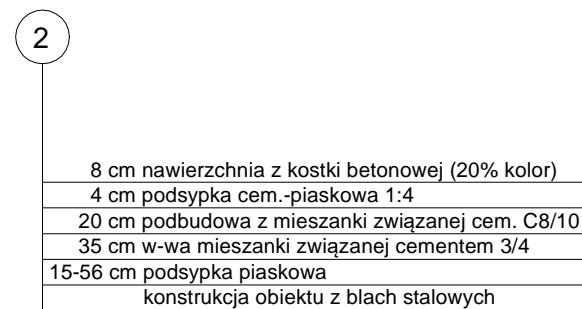 2
8 cm nawierzchnia z kostki betonowej (20% kolor)
4 cm podsypka cem.-piaskowa 1:4
20 cm podbudowa z mieszanki związanej cem. C8/10
35 cm w-wa mieszanki związanej cementem 3/4
15-56 cm podsypka piaskowa
konstrukcja obiektu z blach stalowych